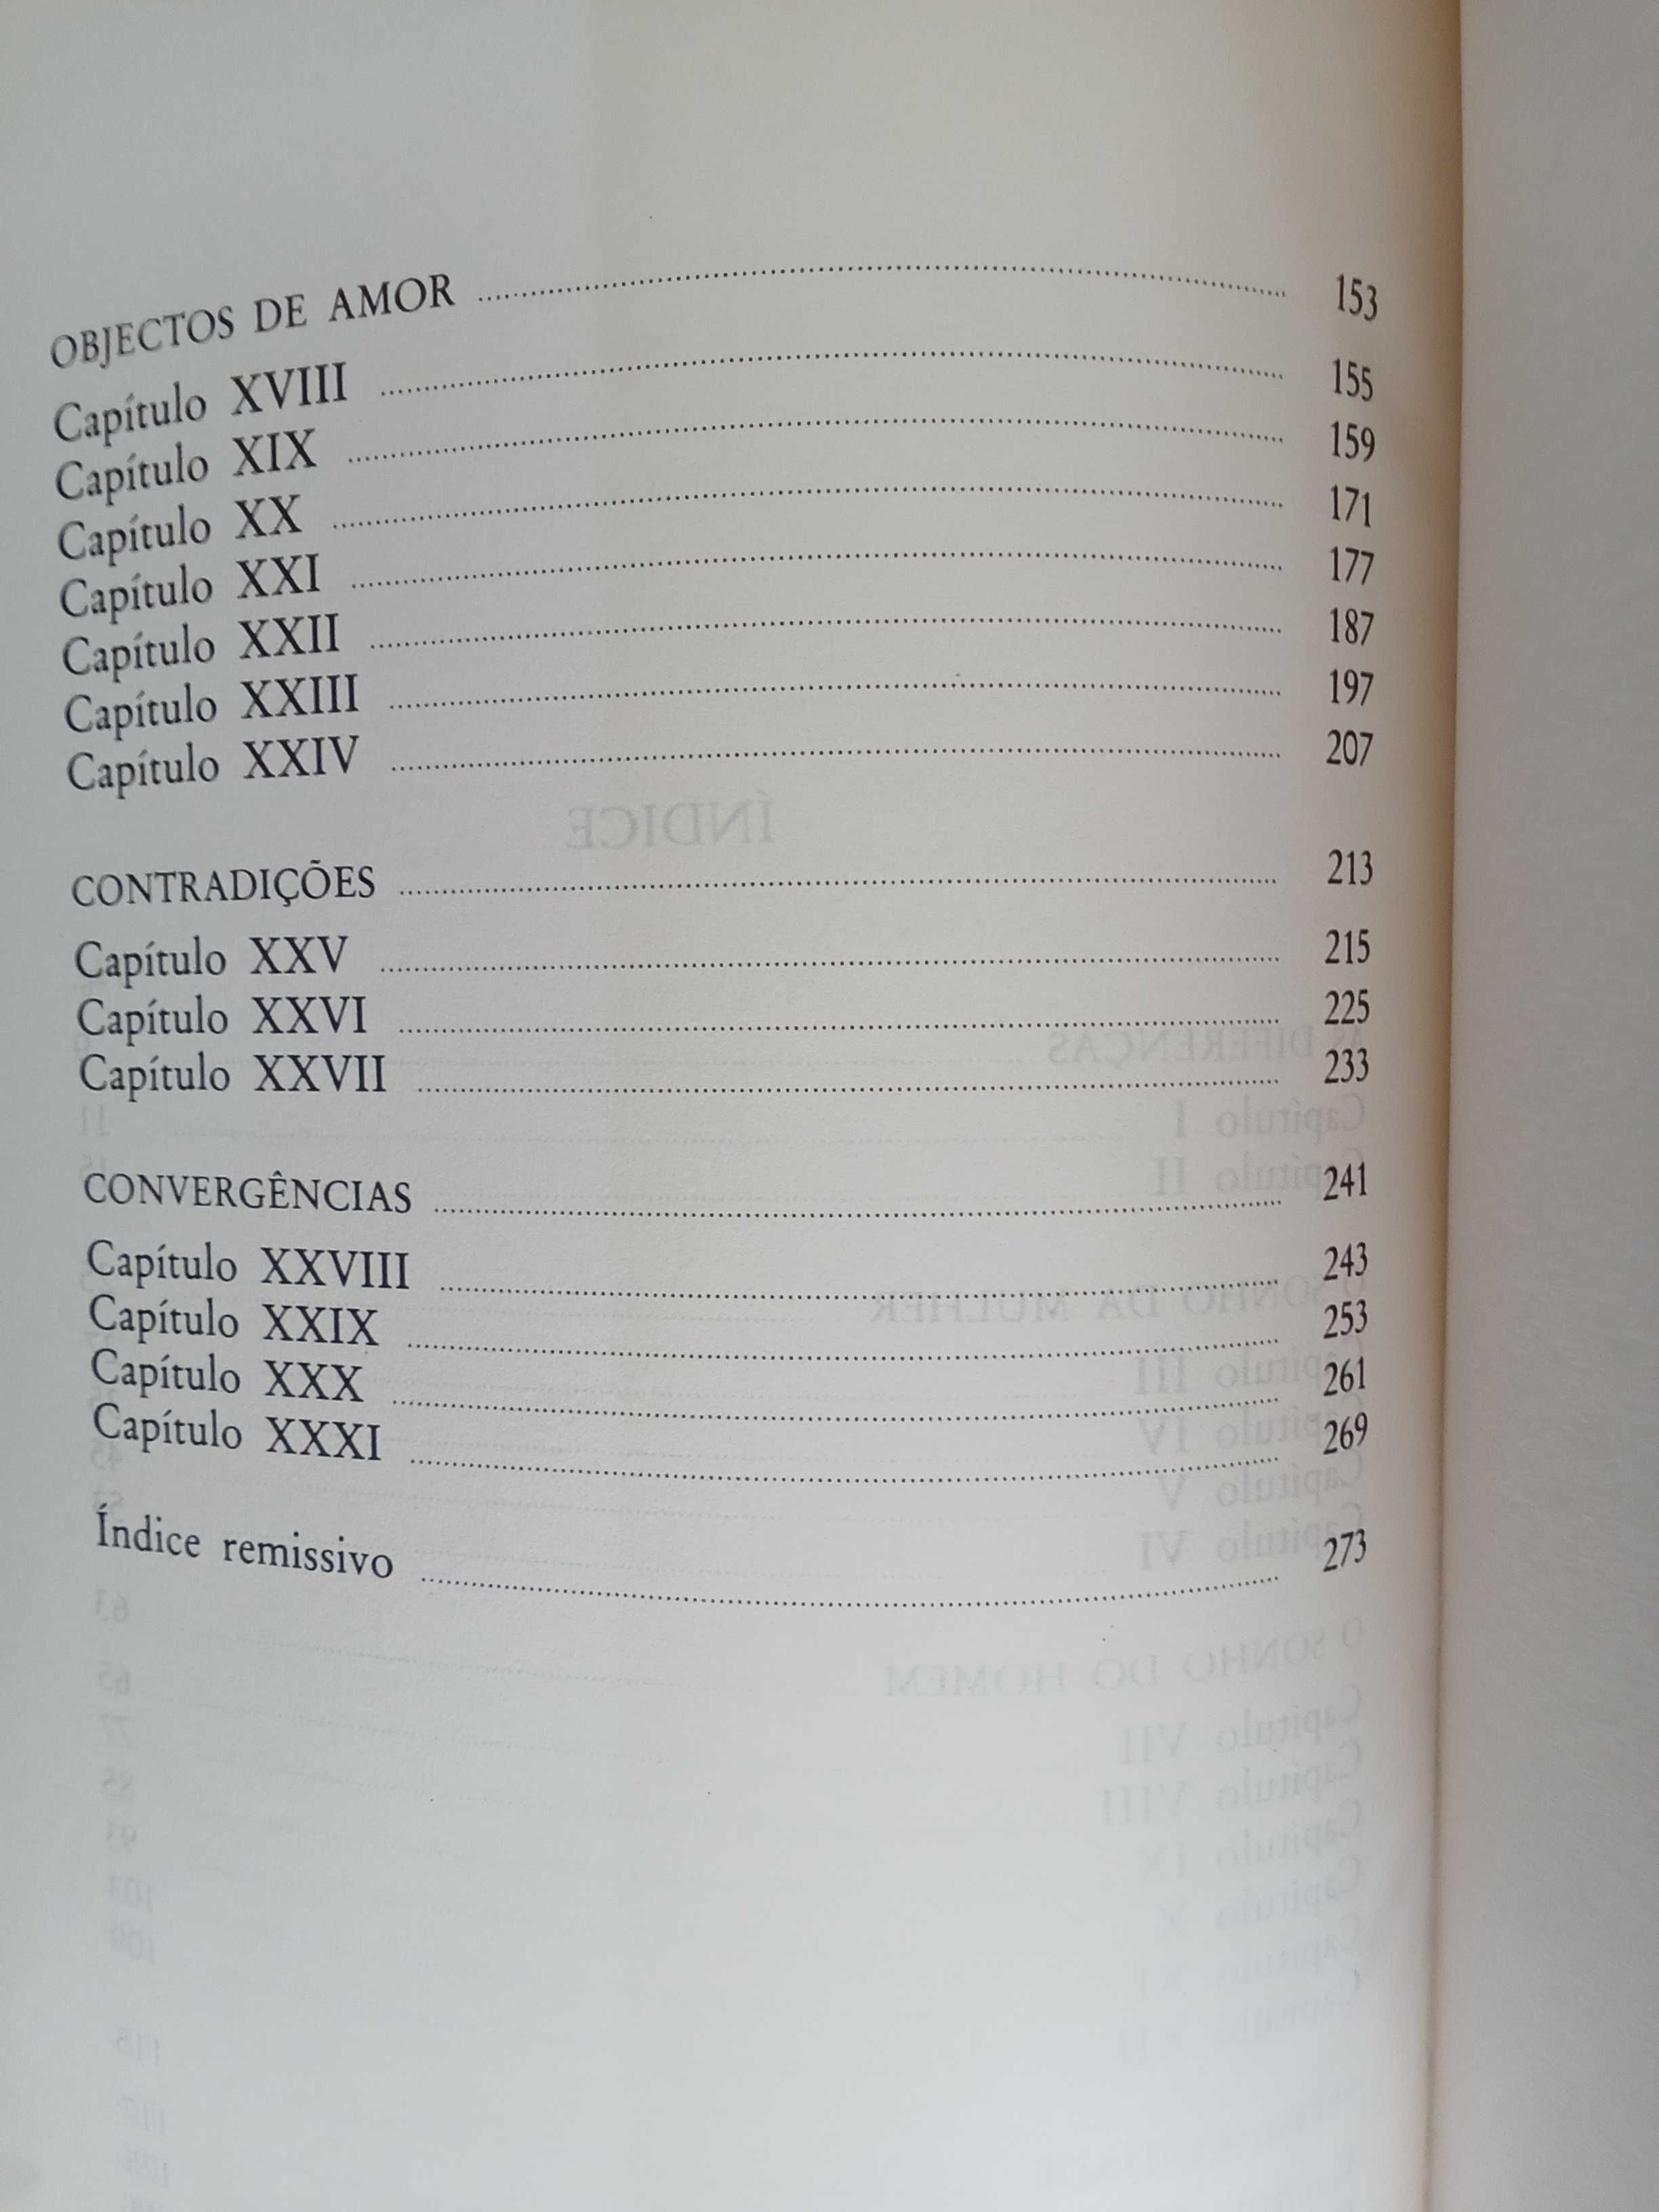 OBJECTOS DE AMOR ........ 153
Capítulo XVIII ........ 155
Capítulo XIX ........ 159
Capítulo XX ........ 171
Capítulo XXI ........ 177
Capítulo XXII ........ 187
Capítulo XXIII ........ 197
Capítulo XXIV ........ 207
CONTRADIÇÕES ........ 213
Capítulo XXV ........ 215
Capítulo XXVI ........ 225
Capítulo XXVII ........ 233
CONVERGÊNCIAS ........ 241
Capítulo XXVIII ........ 243
Capítulo XXIX ........ 253
Capítulo XXX ........ 261
Capítulo XXXI ........ 269
Índice remissivo ........ 273